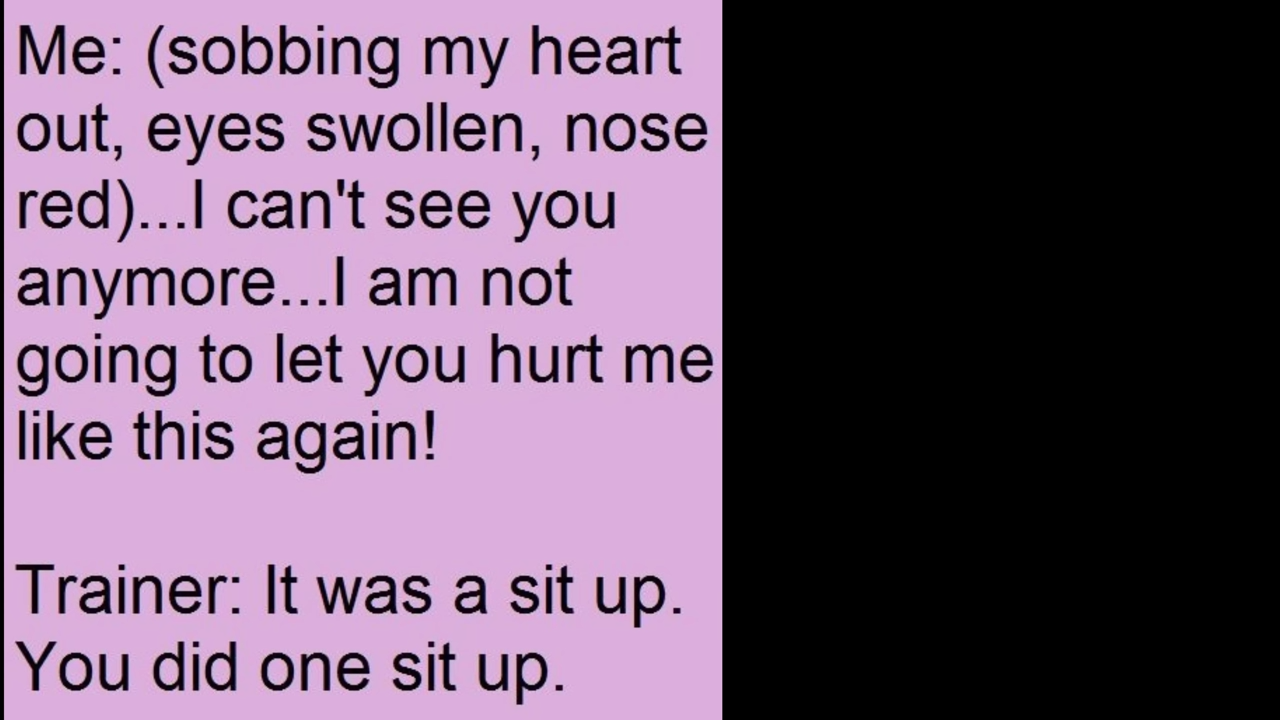 Me: (sobbing my heart
out, eyes swollen, nose
red)...I can't see you
anymore...I am not
going to let you hurt me
like this again!
Trainer: It was a sit up.
You did one sit up.